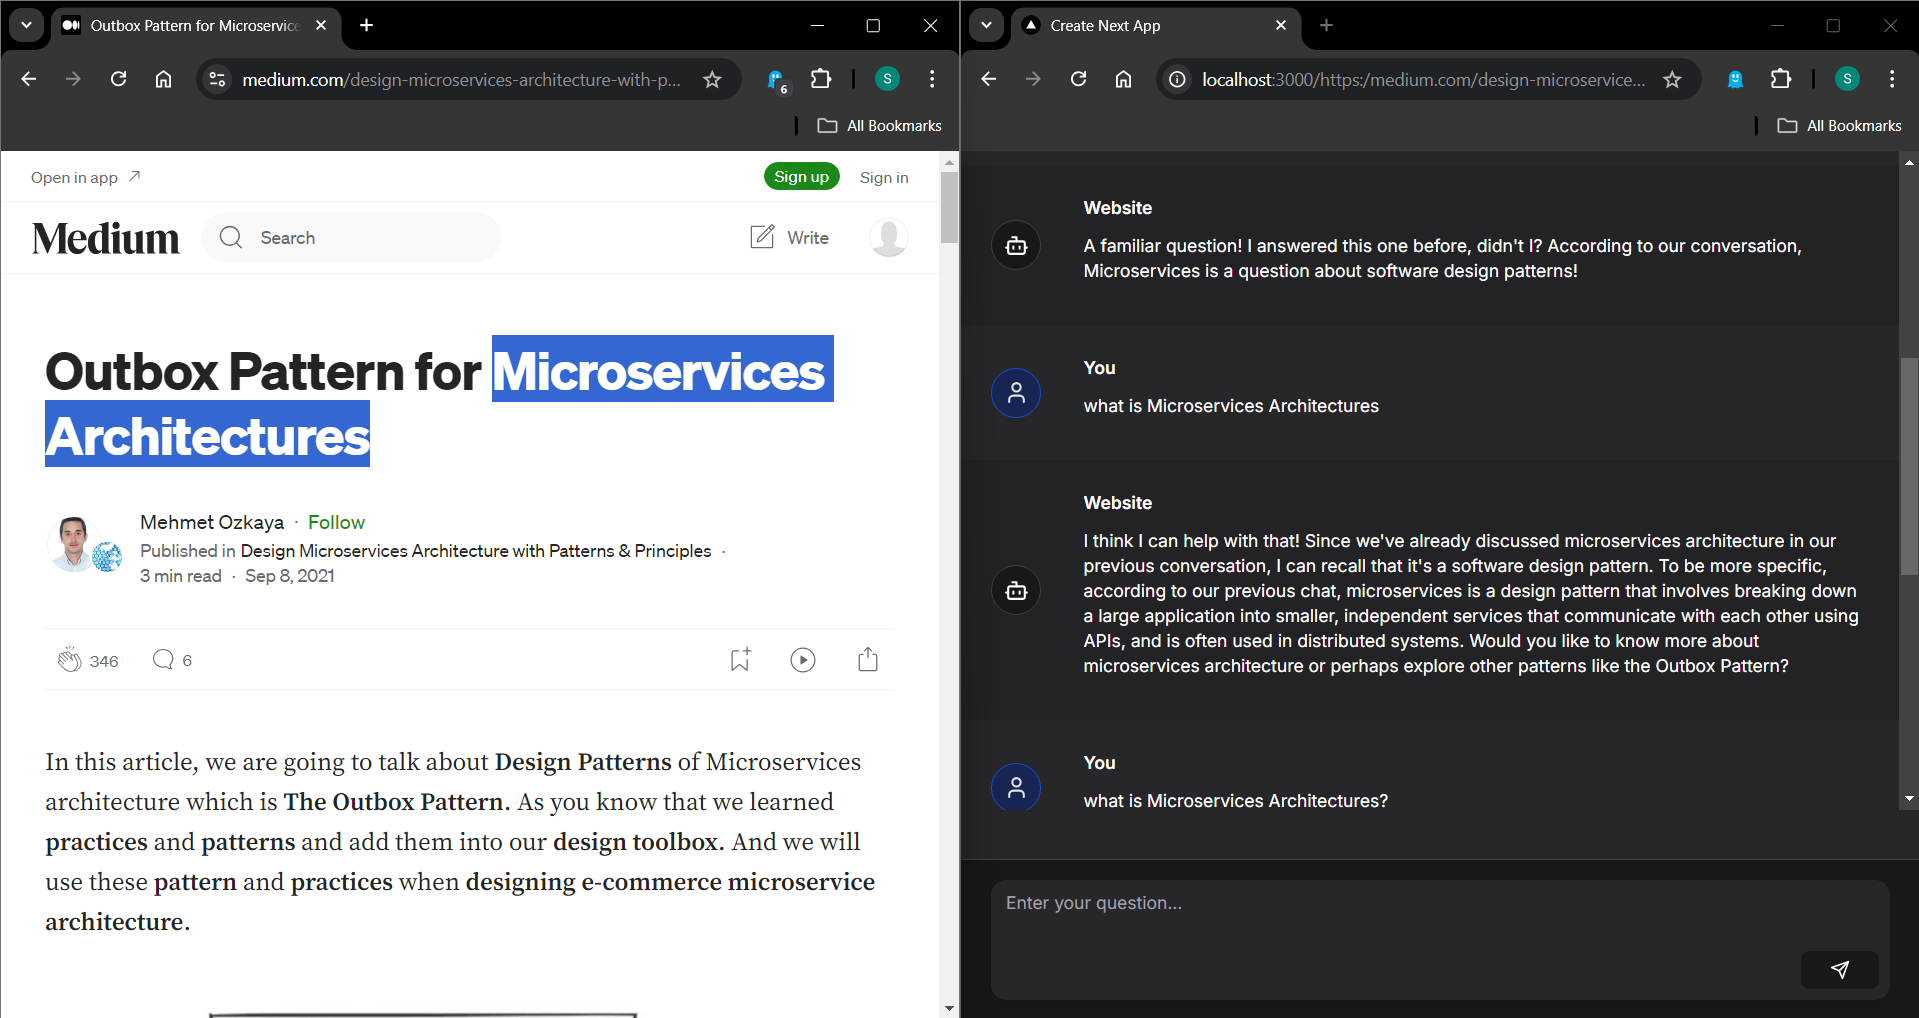 Outbox Pattern for Microservice
medium.com/design-microservices-architecture-with-p...
6
S
All Bookmarks
Open in app
Sign up
Sign in
Medium
Search
Write
Outbox Pattern for Microservices
Architectures
Mehmet Ozkaya · Follow
Published in Design Microservices Architecture with Patterns & Principles ·
3 min read · Sep 8, 2021
346
6
In this article, we are going to talk about Design Patterns of Microservices
architecture which is The Outbox Pattern. As you know that we learned
practices and patterns and add them into our design toolbox. And we will
use these pattern and practices when designing e-commerce microservice
architecture.
Create Next App
localhost:3000/https:/medium.com/design-microservice...
S
All Bookmarks
Website
A familiar question! I answered this one before, didn't I? According to our conversation,
Microservices is a question about software design patterns!
You
what is Microservices Architectures
Website
I think I can help with that! Since we've already discussed microservices architecture in our
previous conversation, I can recall that it's a software design pattern. To be more specific,
according to our previous chat, microservices is a design pattern that involves breaking down
a large application into smaller, independent services that communicate with each other using
APIs, and is often used in distributed systems. Would you like to know more about
microservices architecture or perhaps explore other patterns like the Outbox Pattern?
You
what is Microservices Architectures?
Enter your question...